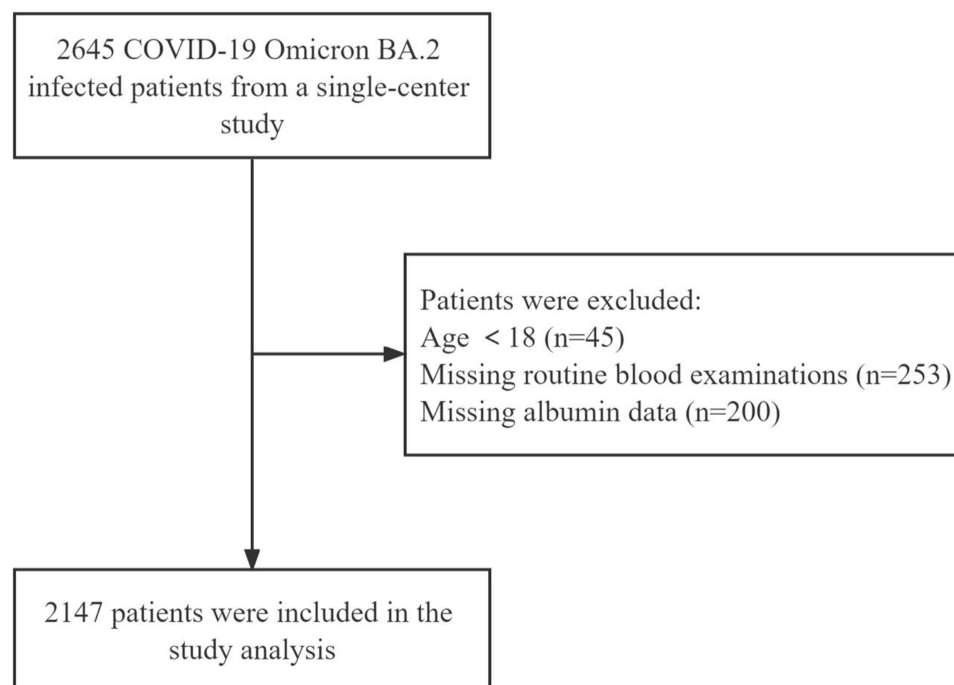 2645 COVID-19 Omicron BA.2
infected patients from a single-center
study
Patients were excluded:
Age < 18 (n=45)
Missing routine blood examinations (n=253)
Missing albumin data (n=200)
2147 patients were included in the
study analysis